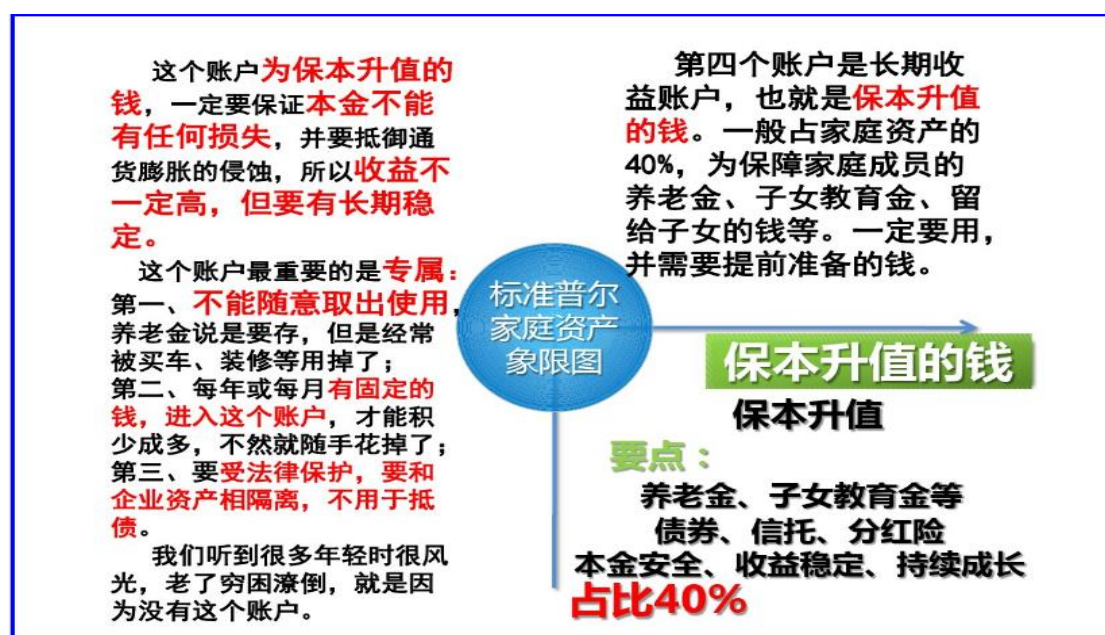 这个账户为保本升值的
钱，一定要保证本金不能
有任何损失，并要抵御通
货膨胀的侵蚀，所以收益不
一定高，但要有长期稳
定。
这个账户最重要的是专属：
第一、不能随意取出使用，
养老金说是要存，但是经常
被买车、装修等用掉了；
第二、每年或每月有固定的
钱，进入这个账户，才能积
少成多，不然就随手花掉了；
第三、要受法律保护，要和
企业资产相隔离，不用于抵
债。
我们听到很多年轻时很风
光，老了穷困潦倒，就是因
为没有这个账户。
第四个账户是长期收
益账户，也就是保本升值
的钱。一般占家庭资产的
40%，为保障家庭成员的
养老金、子女教育金、留
给子女的钱等。一定要用，
并需要提前准备的钱。
标准普尔
家庭资产
象限图
保本升值的钱
保本升值
要点：
养老金、子女教育金等
债券、信托、分红险
本金安全、收益稳定、持续成长
占比40%